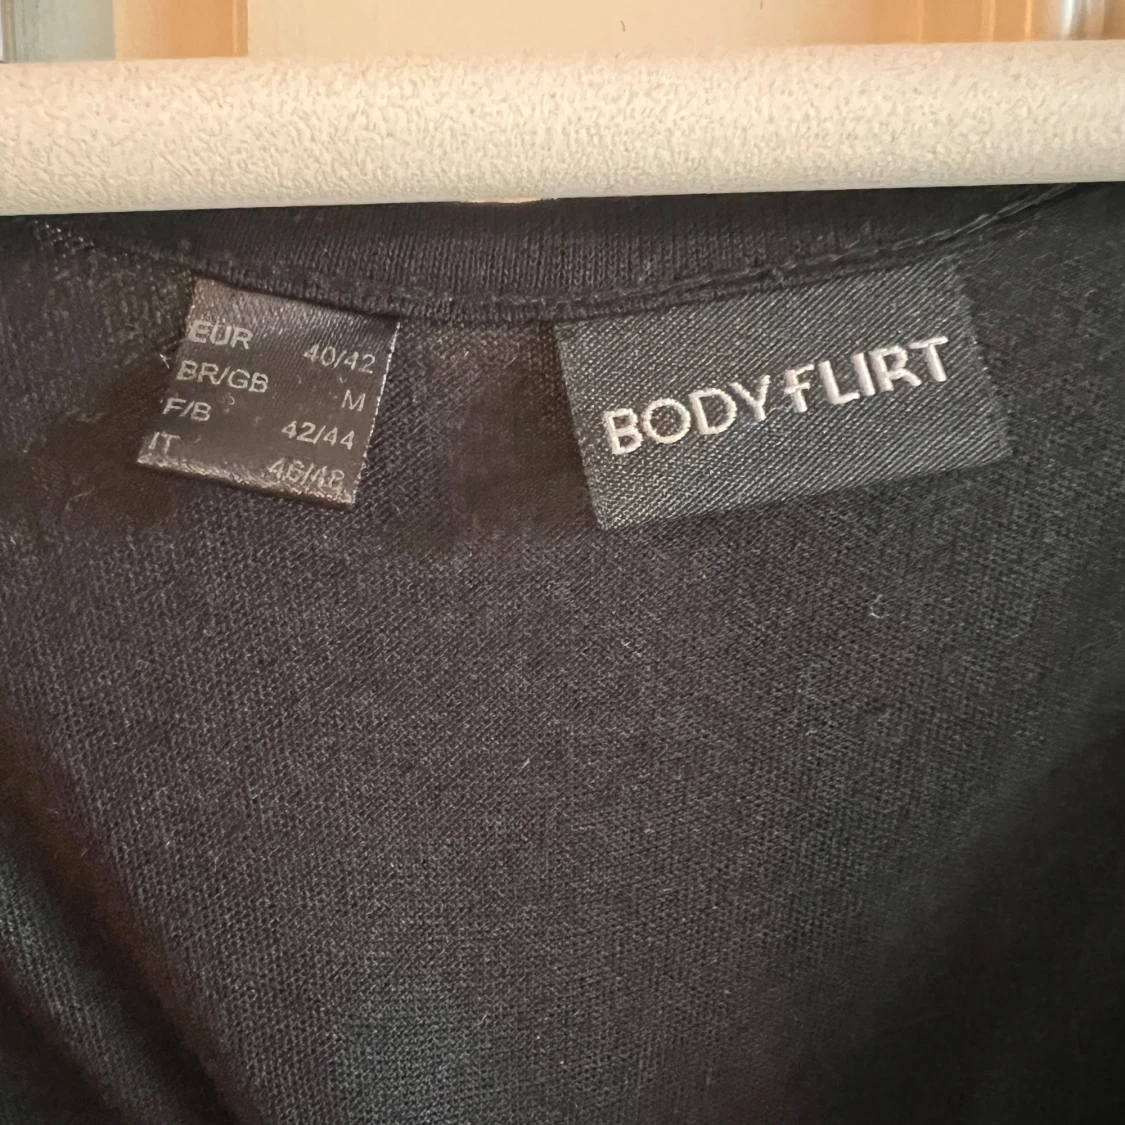 EUR 40/42
BR/GB M
F/B 42/44
IT 46/48
BODYFLIRT